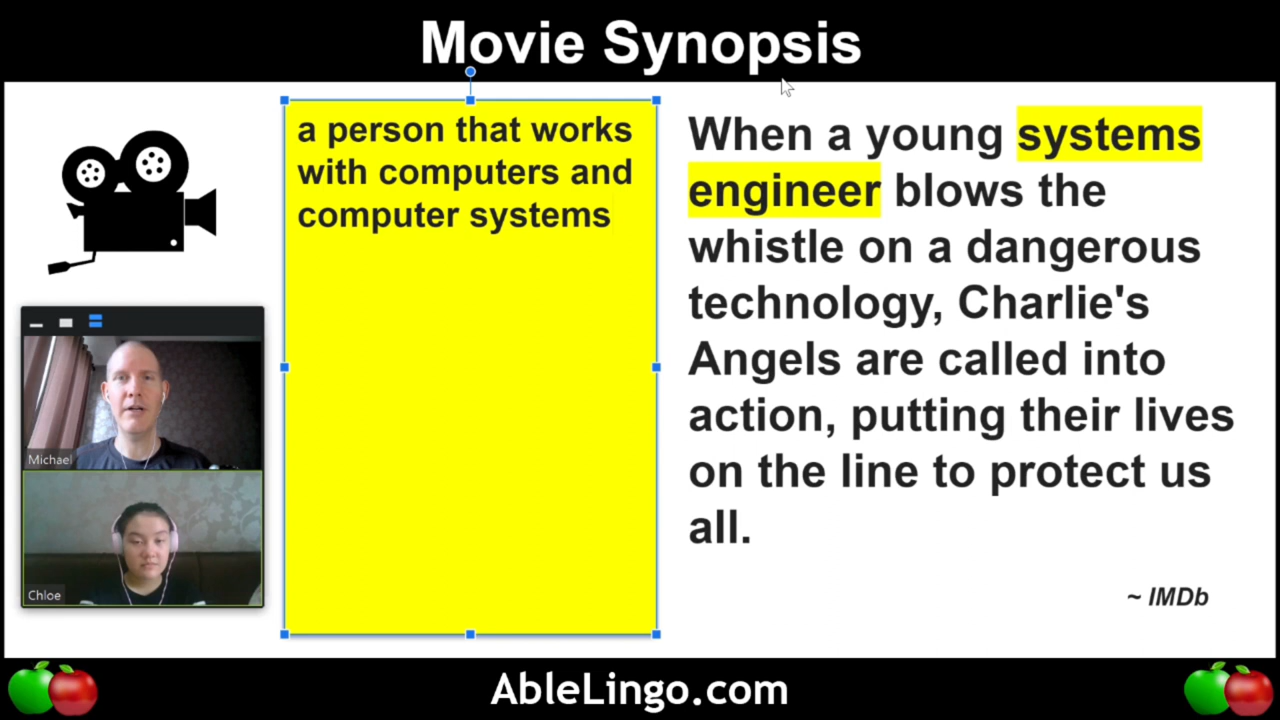 Movie Synopsis
a person that works
with computers and
computer systems
When a young systems
engineer blows the
whistle on a dangerous
technology, Charlie's
Angels are called into
action, putting their lives
on the line to protect us
all.
~ IMDb
Michael
Chloe
AbleLingo.com